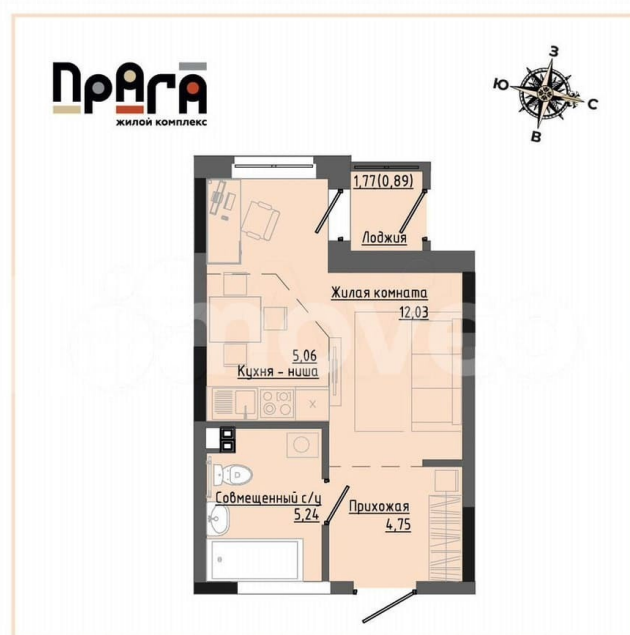 ПРАГА
жилой комплекс
З
Ю
С
В
1,77(0,89)
Лоджия
Жилая комната
12,03
5,06
Кухня - ниша
Совмещенный с/у
5,24
Прихожая
4,75